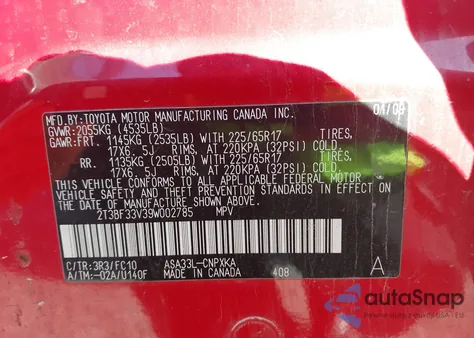 MFD.BY:TOYOTA MOTOR MANUFACTURING CANADA INC. 01/09
GVWR:2055KG (4535LB)
GAWR:FRT. 1145KG (2535LB) WITH 225/65R17 TIRES,
17X6.5J RIMS, AT 220KPA (32PSI) COLD
RR. 1135KG (2505LB) WITH 225/65R17 TIRES,
17X6.5J RIMS, AT 220KPA (32PSI) COLD.
THIS VEHICLE CONFORMS TO ALL APPLICABLE FEDERAL MOTOR
VEHICLE SAFETY AND THEFT PREVENTION STANDARDS IN EFFECT
ON THE DATE OF MANUFACTURE SHOWN ABOVE.
2T3BF33V39W002785 MPV
C/TR:3R3/FC10 ASA33L-CNPXKA
A/TM:-02A/U140F MADE IN CANADA 408 A
autoSnap